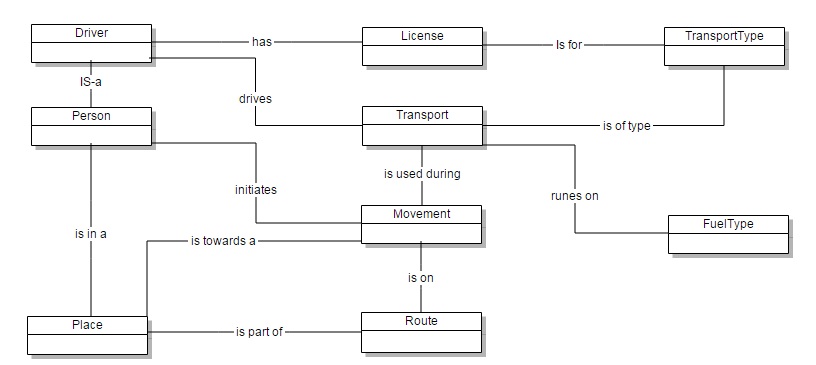 Driver
has
License
Is for
TransportType
IS-a
drives
Person
Transport
is of type
is used during
initiates
runes on
Movement
FuelType
is in a
is towards a
is on
Place
is part of
Route